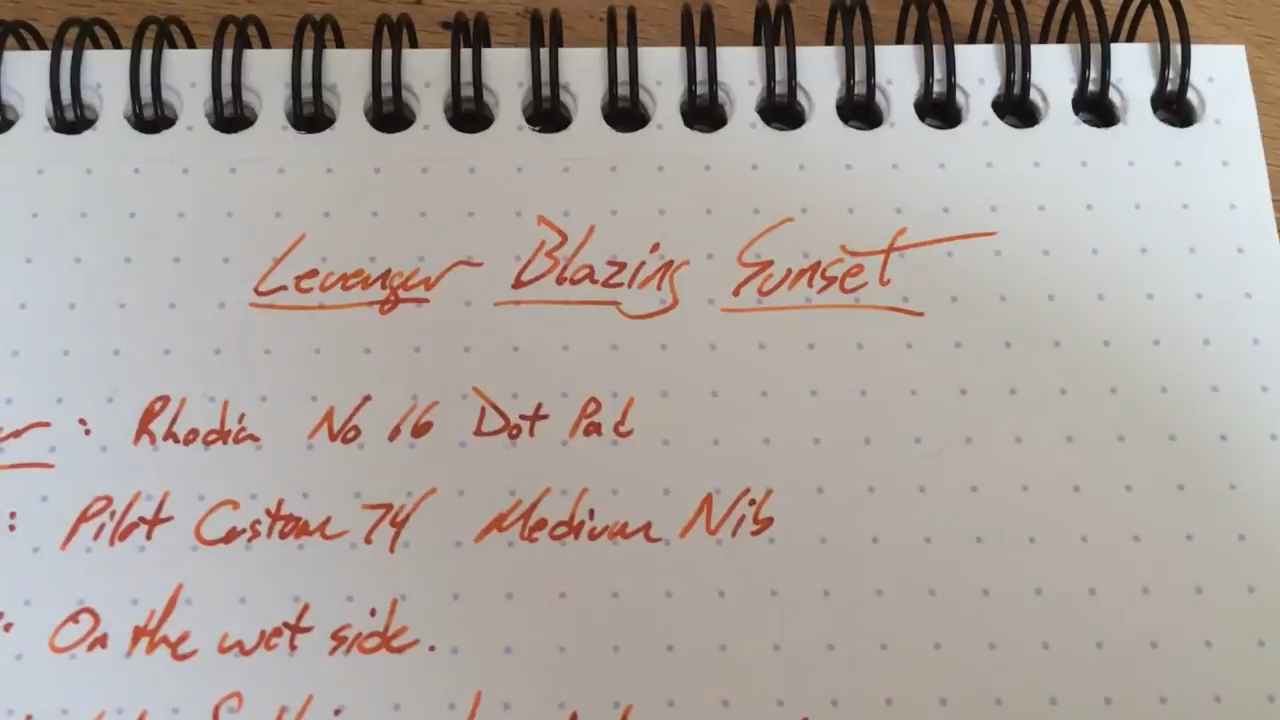 Levenger Blazing Sunset
: Rhodia No 16 Dot Pad
: Pilot Custom 74 Medium Nib
: On the wet side.